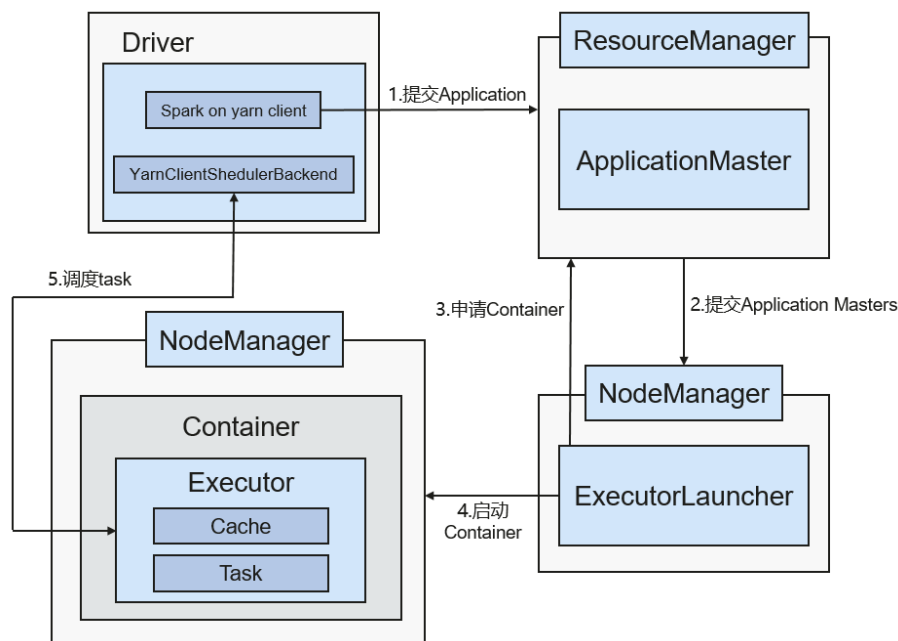 Driver
Spark on yarn client
YarnClientShedulerBackend
1.提交Application
ResourceManager
ApplicationMaster
5.调度task
3.申请Container
2.提交Application Masters
NodeManager
Container
Executor
Cache
Task
4.启动
Container
NodeManager
ExecutorLauncher